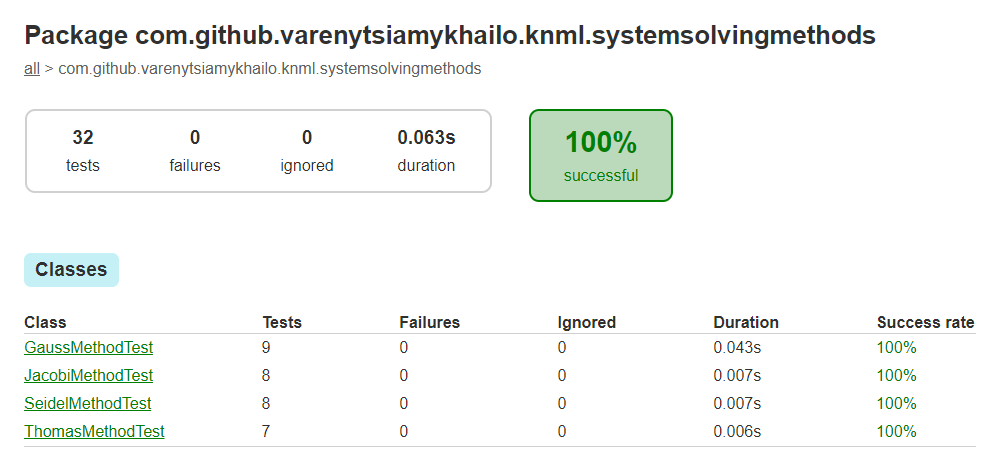 Package com.github.varenytsiamykhailo.knml.systemsolvingmethods
all > com.github.varenytsiamykhailo.knml.systemsolvingmethods
32 0 0 0.063s 100%
tests failures ignored duration successful
Classes
Class Tests Failures Ignored Duration Success rate
GaussMethodTest 9 0 0 0.043s 100%
JacobiMethodTest 8 0 0 0.007s 100%
SeidelMethodTest 8 0 0 0.007s 100%
ThomasMethodTest 7 0 0 0.006s 100%